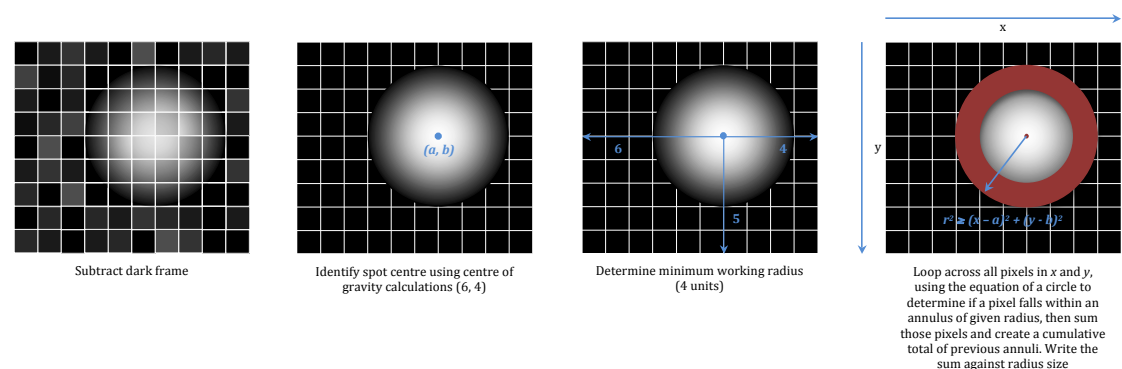 x
(a, b)
6
4
y
5
r² ≥ (x – a)² + (y - b)²
Subtract dark frame
Identify spot centre using centre of
gravity calculations (6, 4)
Determine minimum working radius
(4 units)
Loop across all pixels in x and y,
using the equation of a circle to
determine if a pixel falls within an
annulus of given radius, then sum
those pixels and create a cumulative
total of previous annuli. Write the
sum against radius size